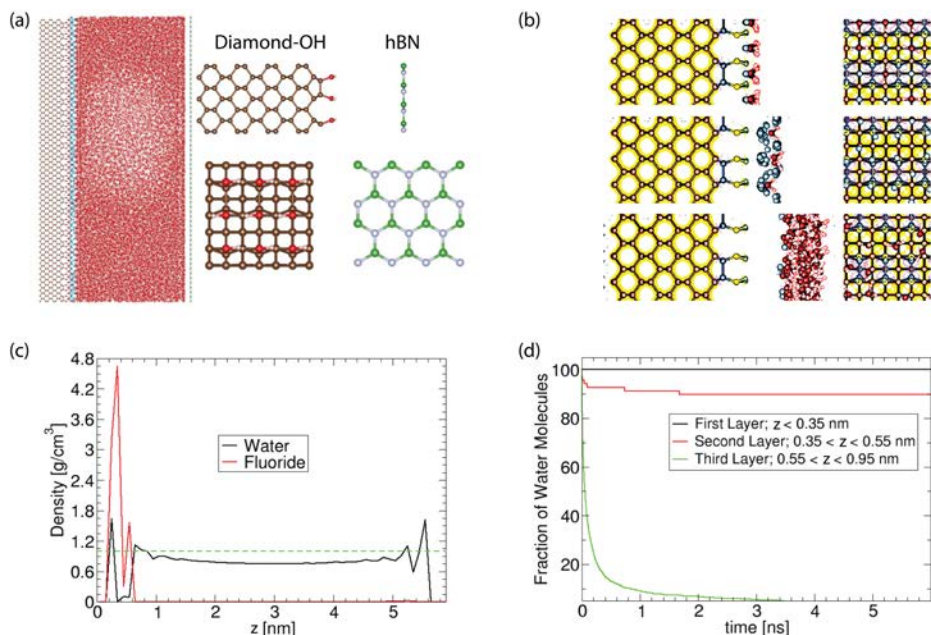 (a)
Diamond-OH
hBN
(b)
(c)
4.8
4.2
3.6
3
2.4
1.8
1.2
0.6
0
Density [g/cm³]
Water
Fluoride
0 1 2 3 4 5
z [nm]
(d)
100
80
60
40
20
Fraction of Water Molecules
First Layer; z < 0.35 nm
Second Layer; 0.35 < z < 0.55 nm
Third Layer; 0.55 < z < 0.95 nm
0 1 2 3 4 5
time [ns]